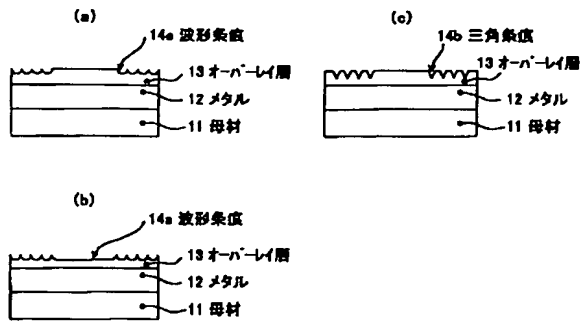 (a)
14a 波形条痕
13 オーバーレイ層
12 メタル
11 母材
(c)
14b 三角条痕
13 オーバーレイ層
12 メタル
11 母材
(b)
14a 波形条痕
13 オーバーレイ層
12 メタル
11 母材